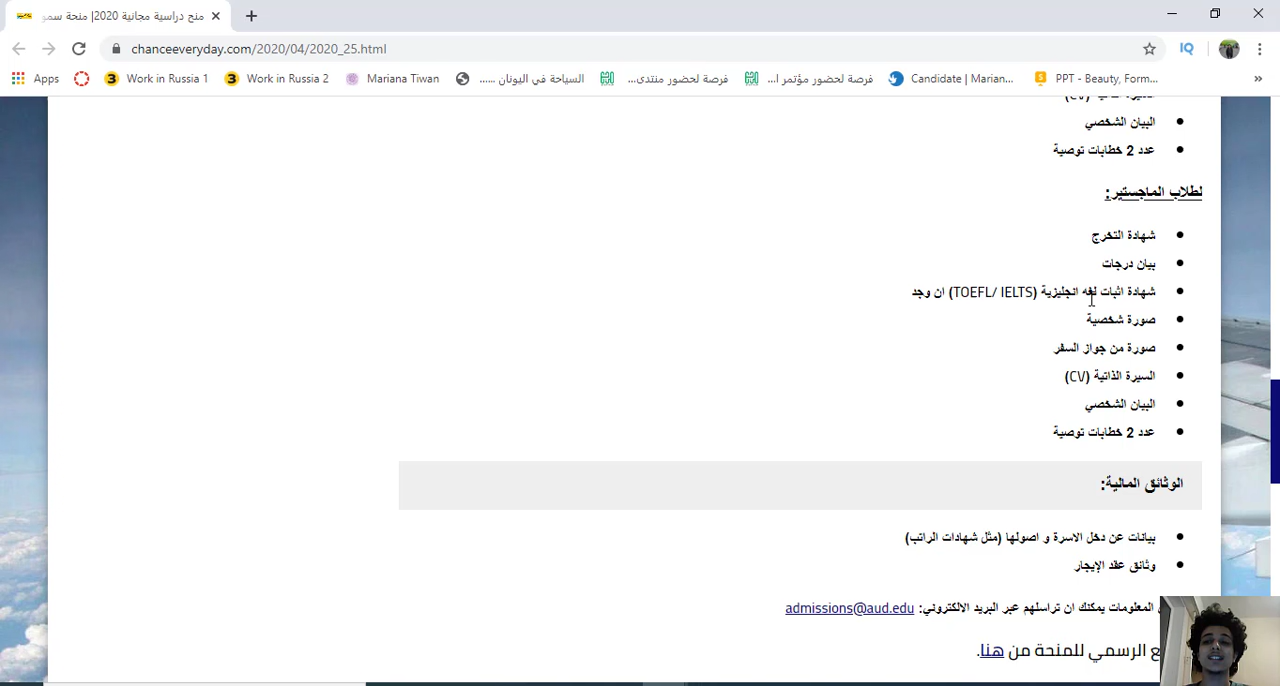 منح دراسية مجانية 2020| منحة سمو
chanceeveryday.com/2020/04/2020_25.html
IQ
Apps
Work in Russia 1
Work in Russia 2
Mariana Tiwan
السياحة في اليونان ......
فرصة لحضور منتدى...
فرصة لحضور مؤتمر ا...
Candidate | Marian...
PPT - Beauty, Form...
البيان الشخصي
عدد 2 خطابات توصية
لطلاب الماجستير:
شهادة التخرج
بيان درجات
شهادة اثبات لغه انجليزية (TOEFL/ IELTS) ان وجد
صورة شخصية
صورة من جواز السفر
السيرة الذاتية (CV)
البيان الشخصي
عدد 2 خطابات توصية
الوثائق المالية:
بيانات عن دخل الاسرة و اصولها (مثل شهادات الراتب)
وثائق عقد الإيجار
المعلومات يمكنك ان تراسلهم عبر البريد الالكتروني: admissions@aud.edu
الرسمي للمنحة من هنا.